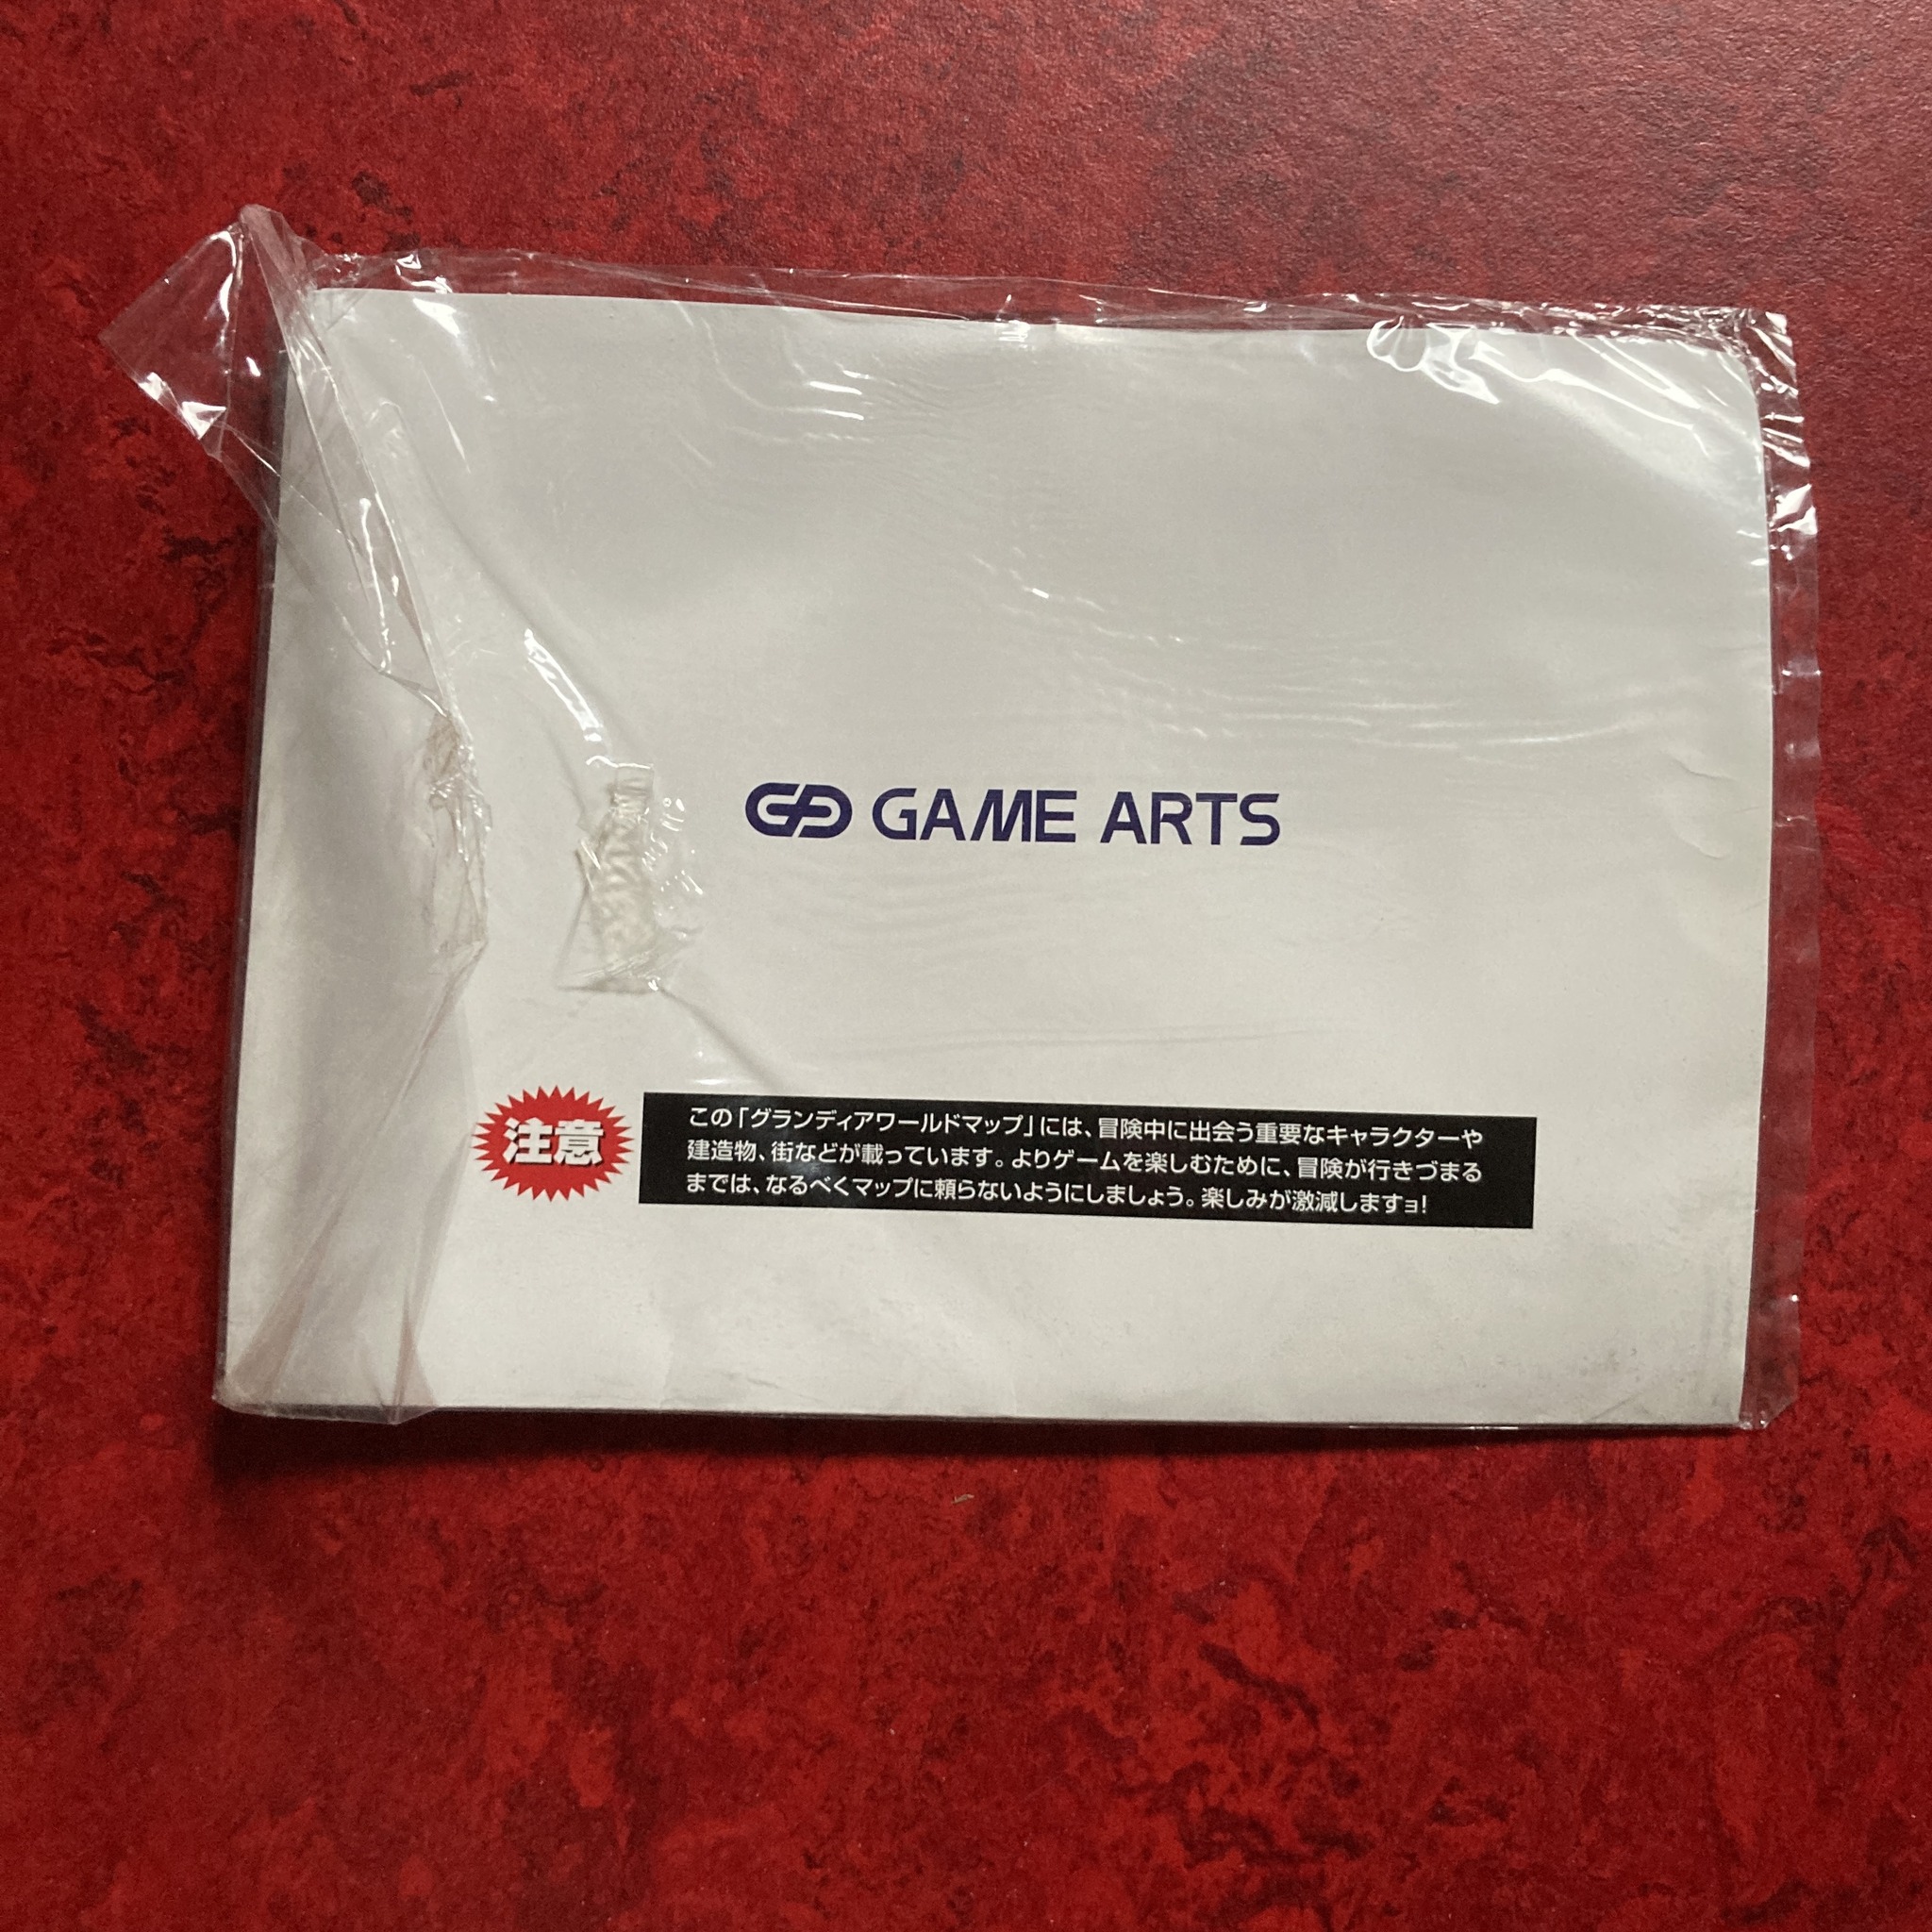 GAME ARTS
注意
この「グランディアワールドマップ」には、冒険中に出会う重要なキャラクターや
建造物、街などが載っています。よりゲームを楽しむために、冒険が行きづまる
までは、なるべくマップに頼らないようにしましょう。楽しみが激減しますョ!